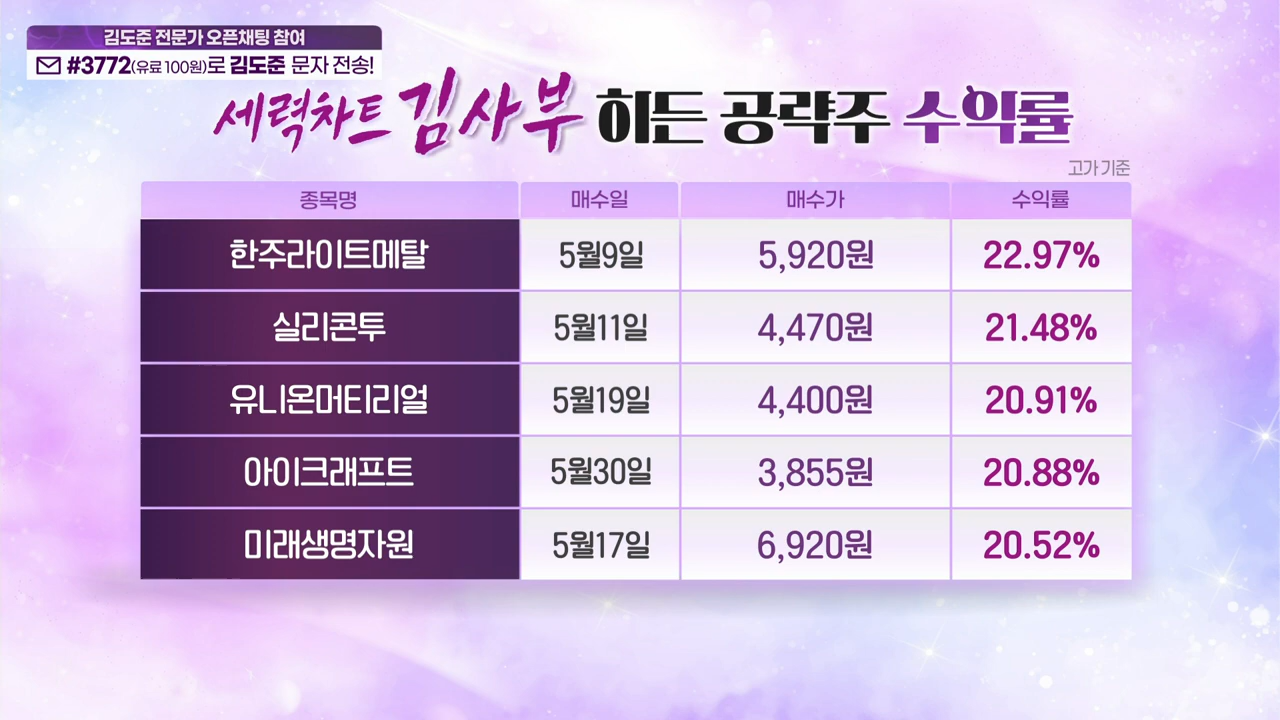 김도준 전문가 오픈채팅 참여
#3772(유료 100원)로 김도준 문자 전송!
세력차트 김사부 히든 공략주 수익률
고가 기준
종목명 매수일 매수가 수익률
한주라이트메탈 5월9일 5,920원 22.97%
실리콘투 5월11일 4,470원 21.48%
유니온머티리얼 5월19일 4,400원 20.91%
아이크래프트 5월30일 3,855원 20.88%
미래생명자원 5월17일 6,920원 20.52%